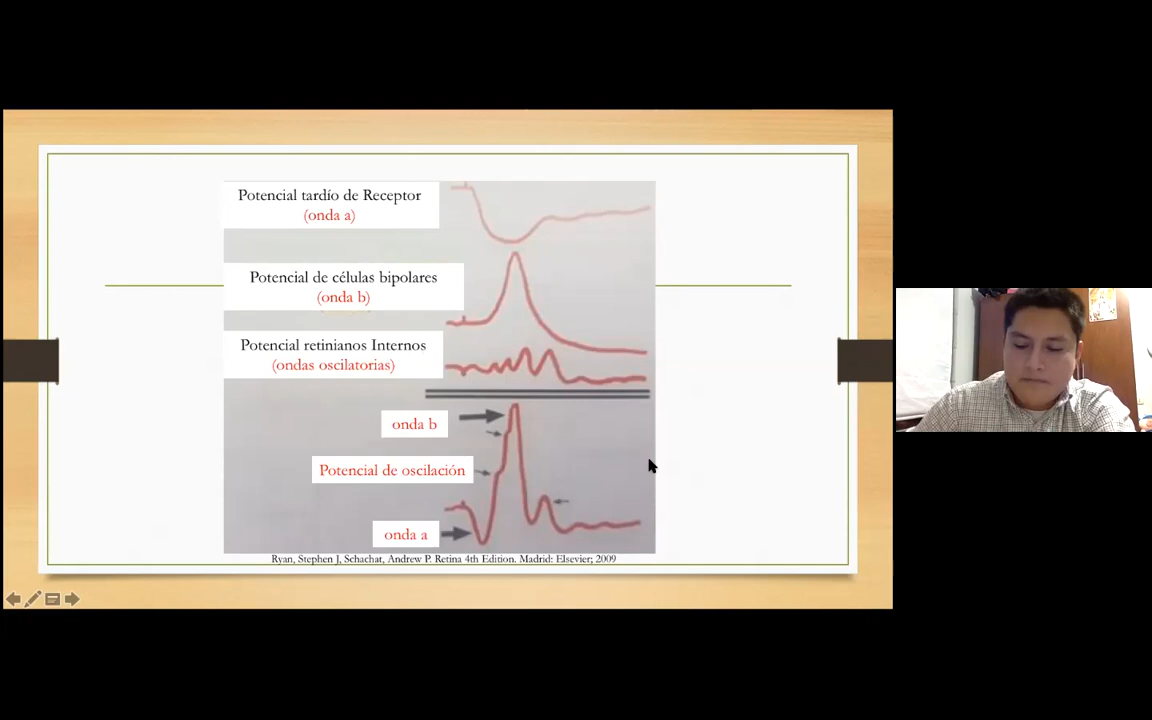 Potencial tardío de Receptor
(onda a)
Potencial de células bipolares
(onda b)
Potencial retinianos Internos
(ondas oscilatorias)
onda b
Potencial de oscilación
onda a
Ryan, Stephen J, Schachat, Andrew P. Retina 4th Edition. Madrid: Elsevier; 2009